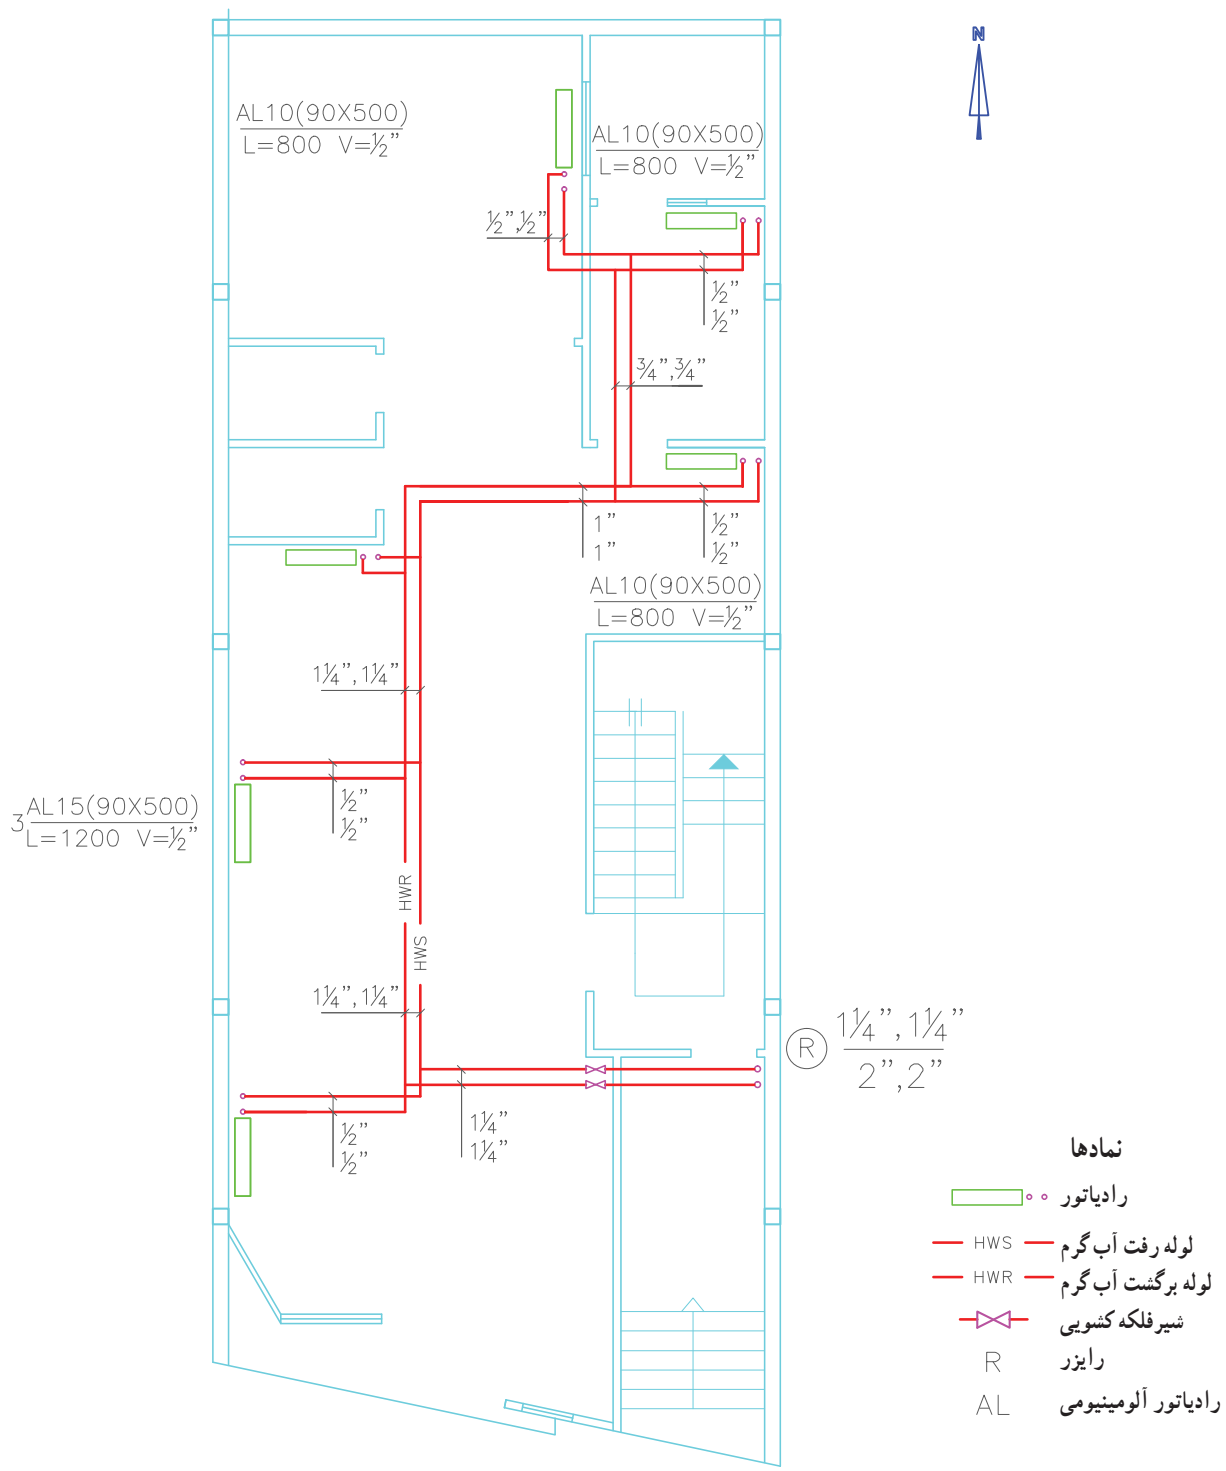 N
AL10(90X500)
L=800 V=½”
AL10(90X500)
L=800 V=½”
½”,½”
½”
½”
¾”,¾”
1”
1”
½”
½”
AL10(90X500)
L=800 V=½”
1¼”,1¼”
3 AL15(90X500)
L=1200 V=½”
½”
½”
HWR
HWS
1¼”,1¼”
R 1¼”,1¼”
2”,2”
½”
½”
1¼”
1¼”
نمادها
رادیاتور
HWS لوله رفت آب گرم
HWR لوله برگشت آب گرم
شیرفلکه کشویی
R رایزر
AL رادیاتور آلومینیومی